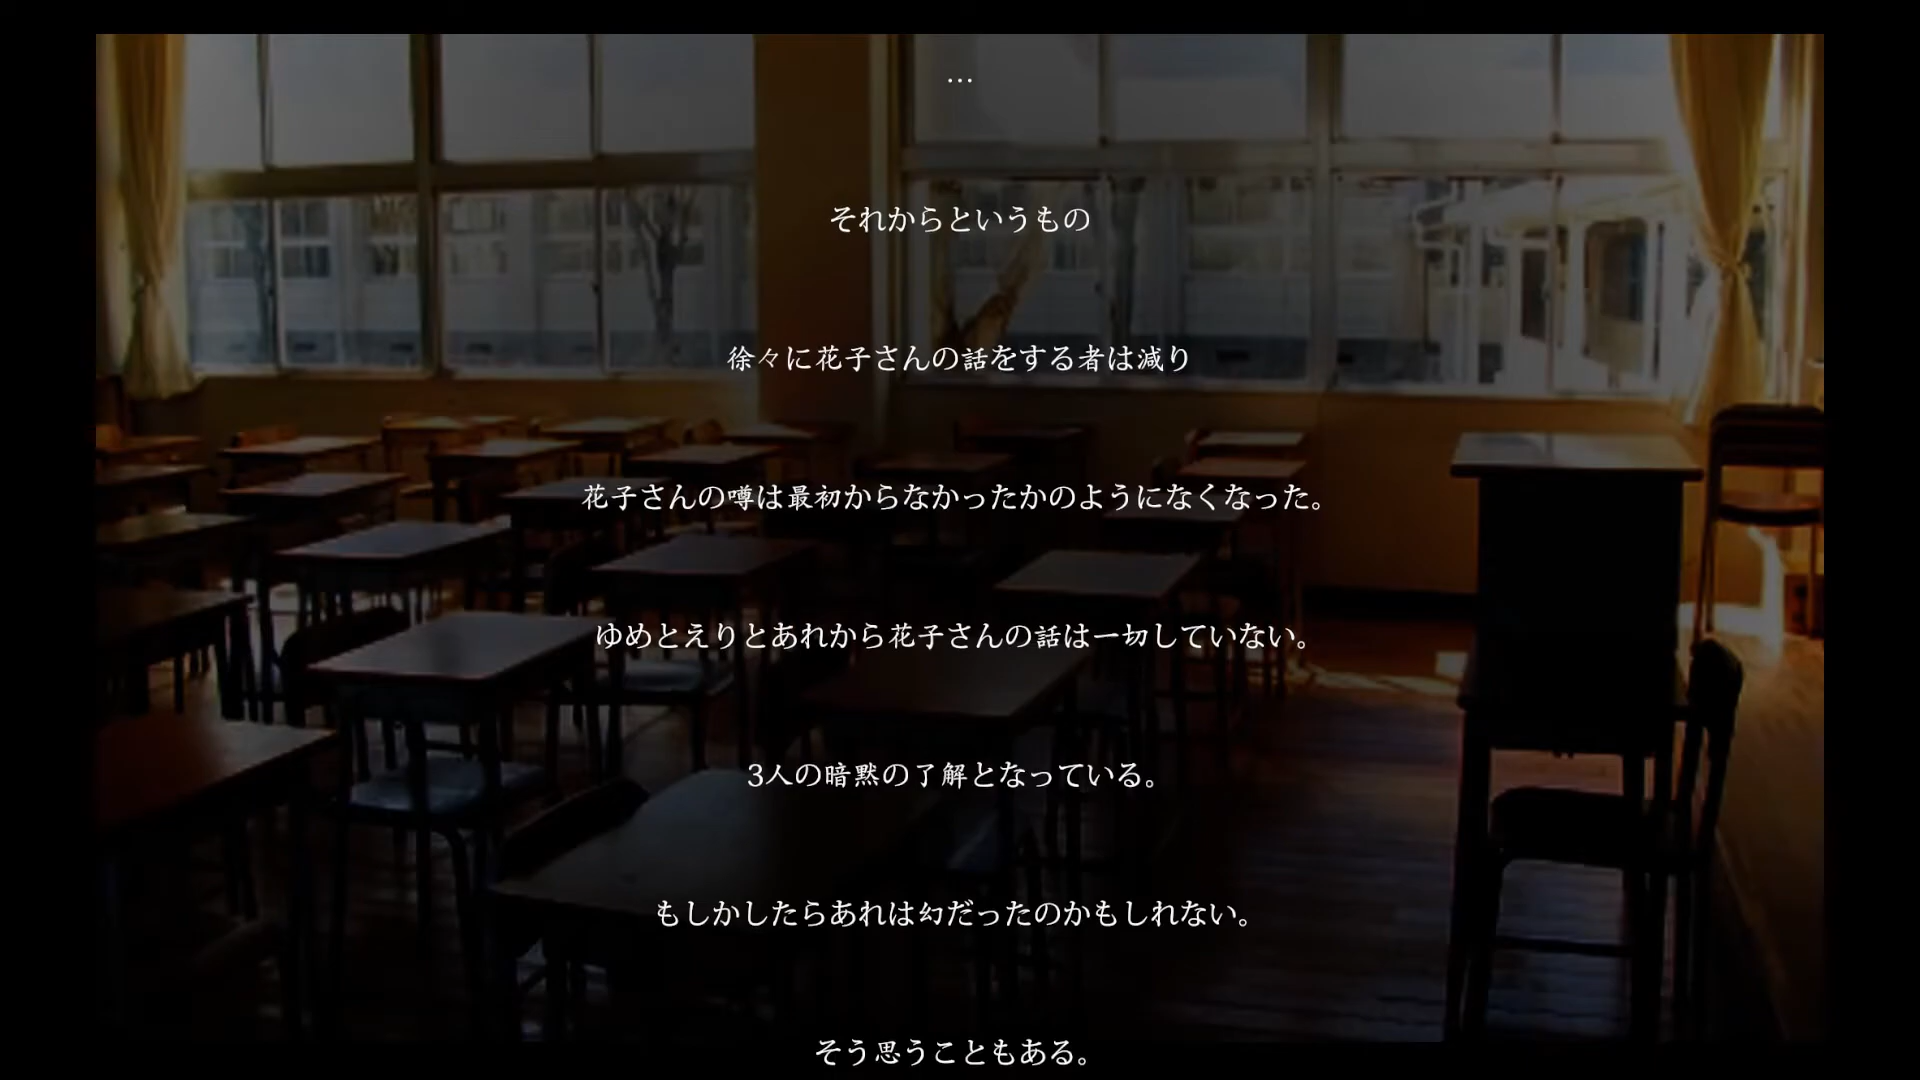 …
それからというもの
徐々に花子さんの話をする者は減り
花子さんの噂は最初からなかったかのようになくなった。
ゆめとえりとあれから花子さんの話は一切していない。
3人の暗黙の了解となっている。
もしかしたらあれは幻だったのかもしれない。
そう思うこともある。